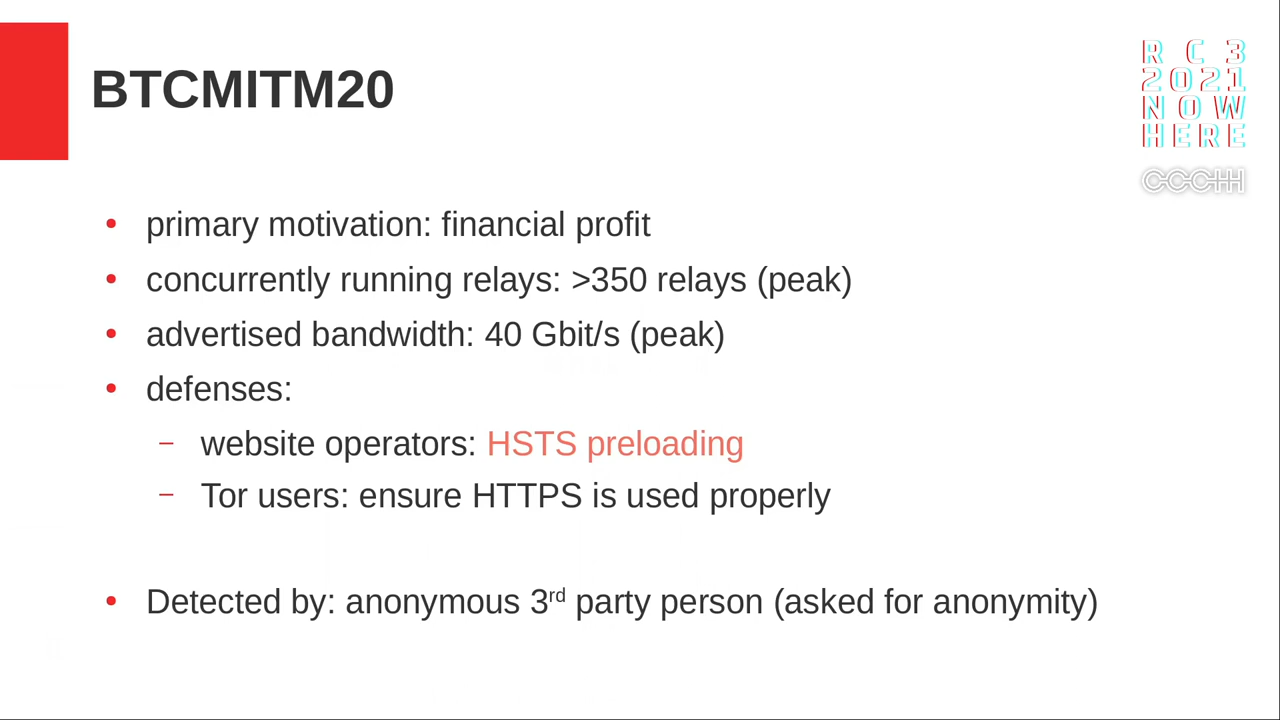 BTCMITM20
R C 3
2021
NOW
HERE
CCCHH
• primary motivation: financial profit
• concurrently running relays: >350 relays (peak)
• advertised bandwidth: 40 Gbit/s (peak)
• defenses:
– website operators: HSTS preloading
– Tor users: ensure HTTPS is used properly
• Detected by: anonymous 3rd party person (asked for anonymity)